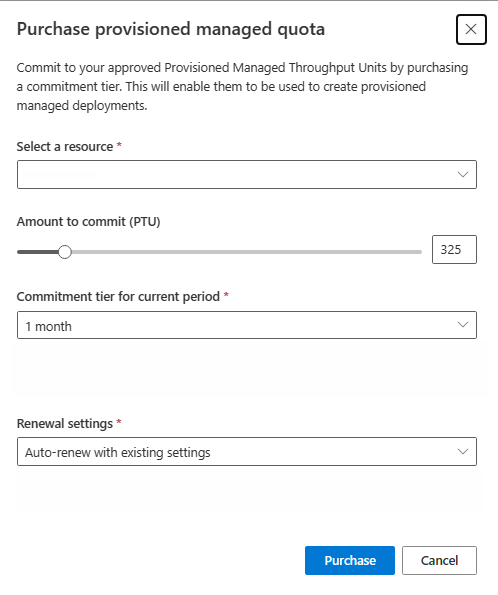 Purchase provisioned managed quota
Commit to your approved Provisioned Managed Throughput Units by purchasing
a commitment tier. This will enable them to be used to create provisioned
managed deployments.
Select a resource *
Amount to commit (PTU)
325
Commitment tier for current period *
1 month
Renewal settings *
Auto-renew with existing settings
Purchase
Cancel